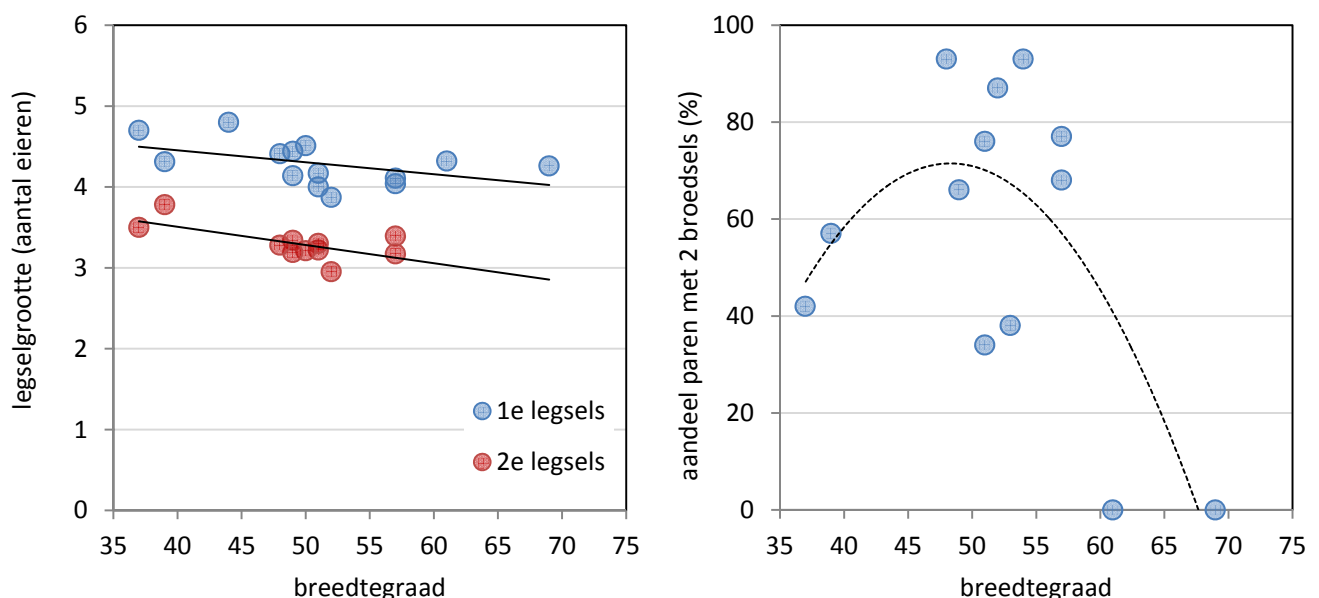 legselgrootte (aantal eieren)
6
5
4
3
2
1
0
1e legsels
2e legsels
35 40 45 50 55 60 65 70 75
breedtegraad
aandeel paren met 2 broedsels (%)
100
80
60
40
20
0
35 40 45 50 55 60 65 70 75
breedtegraad